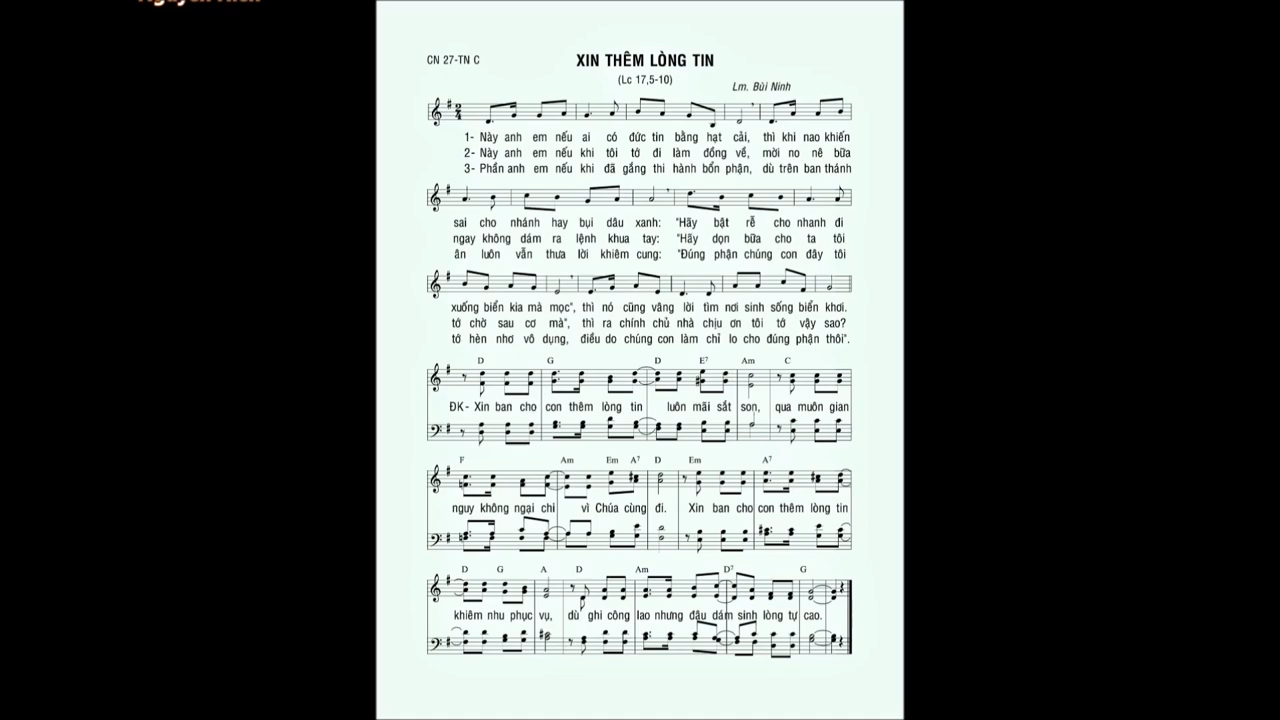 CN 27-TN C
XIN THÊM LÒNG TIN
(Lc 17,5-10)
Lm. Bùi Ninh
1- Này anh em nếu ai có đức tin bằng hạt cải, thì khi nao khiến
2- Này anh em nếu khi tôi tớ đi làm đồng về, mời no nê bữa
3- Phần anh em nếu khi đã gắng thi hành bổn phận, dù trên ban thánh
sai cho nhánh hay bụi dâu xanh: "Hãy bật rễ cho nhanh đi
ngay không dám ra lệnh khua tay: "Hãy dọn bữa cho ta tôi
ân luôn vẫn thưa lời khiêm cung: "Đúng phận chúng con đây tôi
xuống biển kia mà mọc", thì nó cũng vâng lời tìm nơi sinh sống biển khơi.
tớ chờ sau cơ mà", thì ra chính chủ nhà chịu ơn tôi tớ vậy sao?
tớ hèn nhơ vô dụng, điều do chúng con làm chỉ lo cho đúng phận thôi".
D G D E7 Am C
ĐK- Xin ban cho con thêm lòng tin luôn mãi sắt son, qua muôn gian
F Am Em A7 D Em A7
nguy không ngại chi vì Chúa cùng đi. Xin ban cho con thêm lòng tin
D G A D Am D7 G
khiêm nhu phục vụ, dù ghi công lao nhưng đâu dám sinh lòng tự cao.